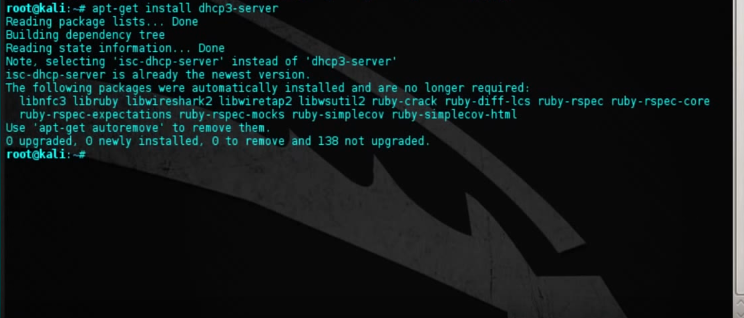 root@kali:~# apt-get install dhcp3-server
Reading package lists... Done
Building dependency tree
Reading state information... Done
Note, selecting 'isc-dhcp-server' instead of 'dhcp3-server'
isc-dhcp-server is already the newest version.
The following packages were automatically installed and are no longer required:
  libnfc3 libruby libwireshark2 libwiretap2 libwsutil2 ruby-crack ruby-diff-lcs ruby-rspec ruby-rspec-core
  ruby-rspec-expectations ruby-rspec-mocks ruby-simplecov ruby-simplecov-html
Use 'apt-get autoremove' to remove them.
0 upgraded, 0 newly installed, 0 to remove and 138 not upgraded.
root@kali:~#